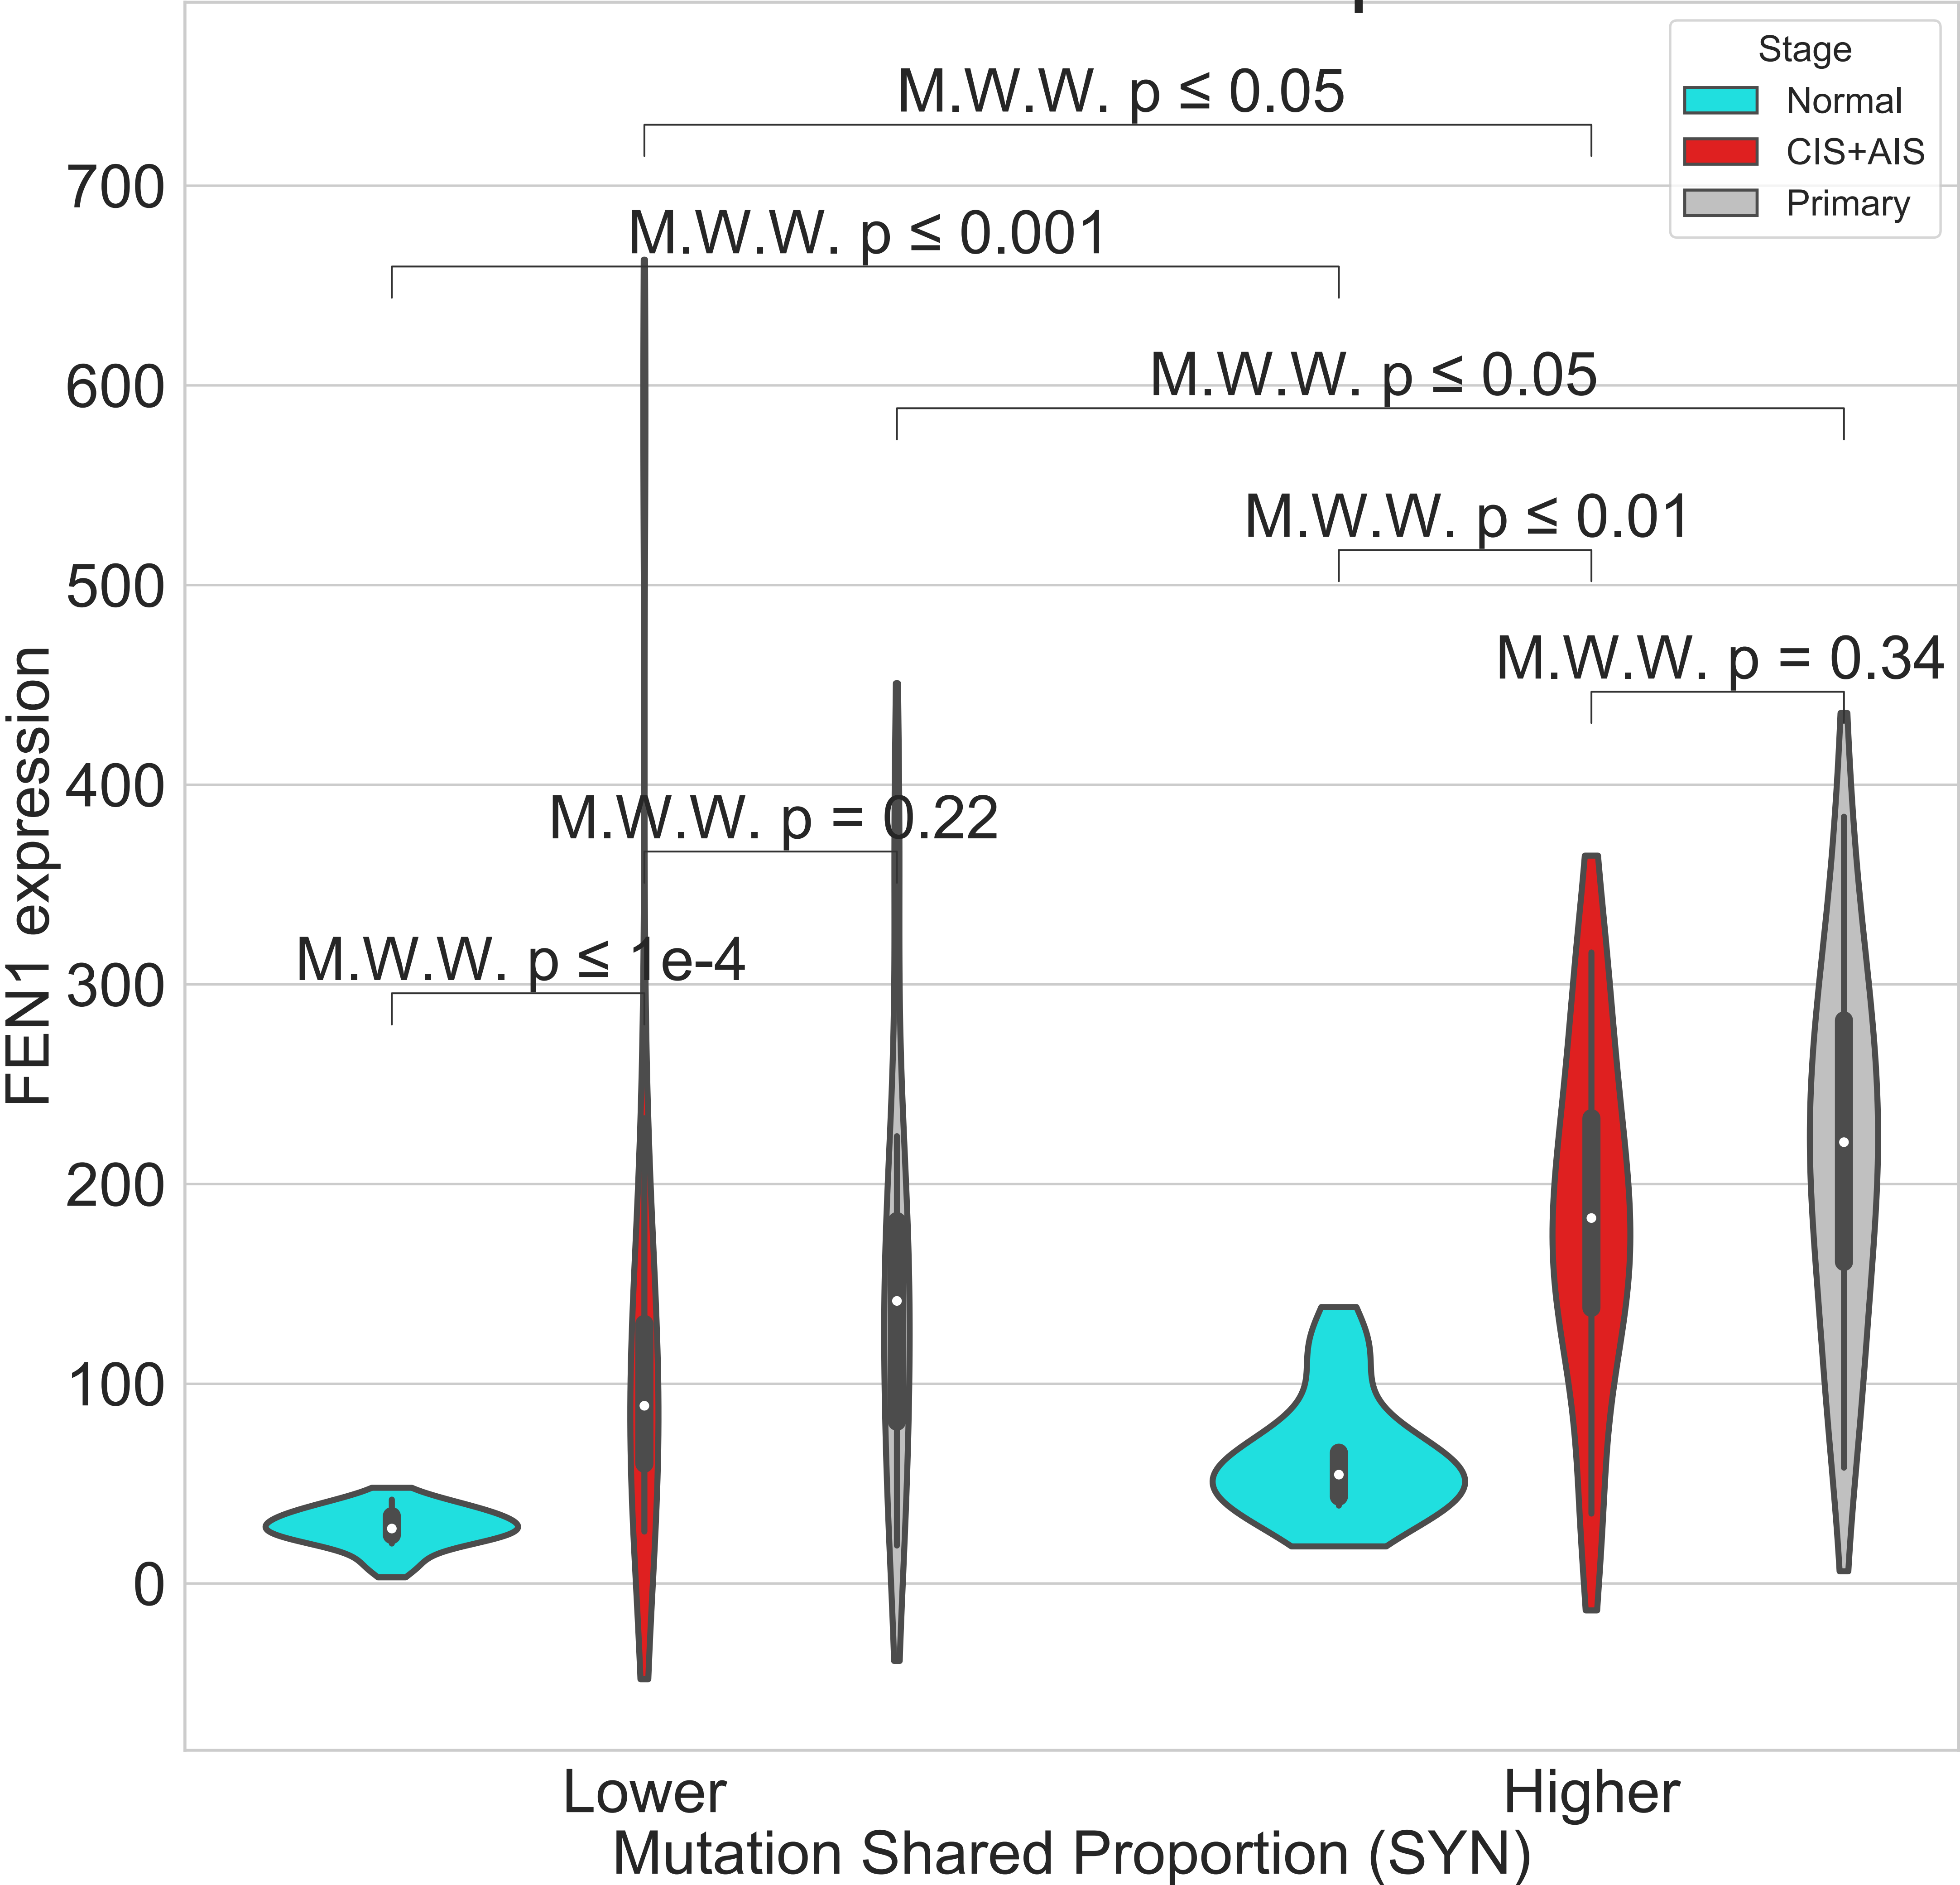 M.W.W. p ≤ 0.05
Stage
Normal
CIS+AIS
Primary
M.W.W. p ≤ 0.001
M.W.W. p ≤ 0.05
M.W.W. p ≤ 0.01
M.W.W. p = 0.34
M.W.W. p = 0.22
M.W.W. p ≤ 1e-4
700
600
500
400
300
200
100
0
FEN1 expression
Lower
Higher
Mutation Shared Proportion (SYN)